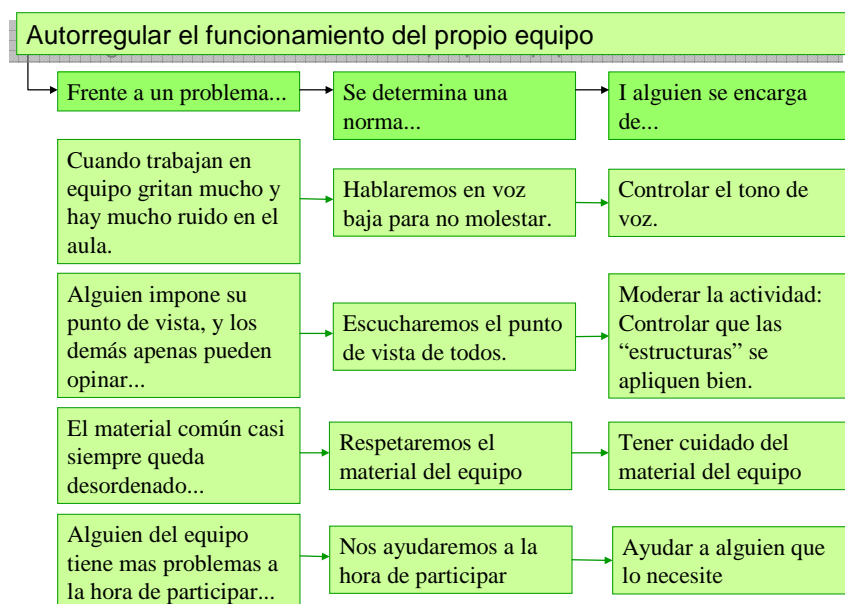 Autorregular el funcionamiento del propio equipo
Frente a un problema...
Se determina una
norma...
I alguien se encarga
de...
Cuando trabajan en
equipo gritan mucho y
hay mucho ruido en el
aula.
Hablaremos en voz
baja para no molestar.
Controlar el tono de
voz.
Alguien impone su
punto de vista, y los
demás apenas pueden
opinar...
Escucharemos el punto
de vista de todos.
Moderar la actividad:
Controlar que las
“estructuras” se
apliquen bien.
El material común casi
siempre queda
desordenado...
Respetaremos el
material del equipo
Tener cuidado del
material del equipo
Alguien del equipo
tiene mas problemas a
la hora de participar...
Nos ayudaremos a la
hora de participar
Ayudar a alguien que
lo necesite